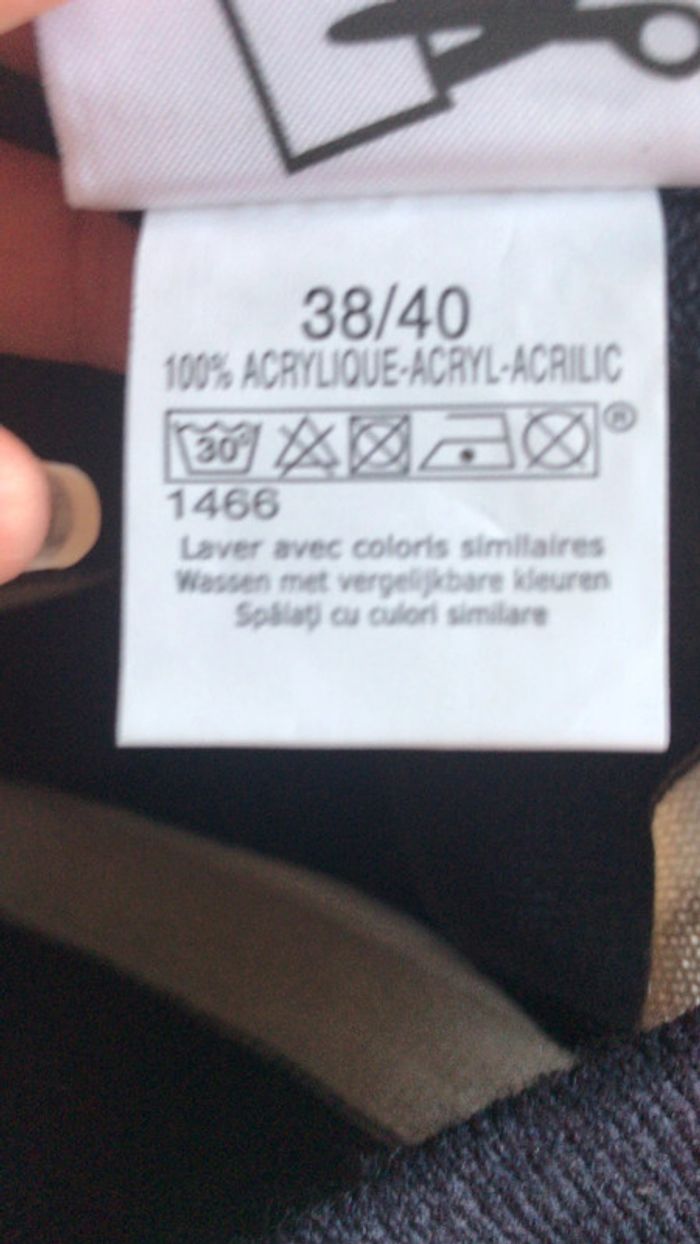 38/40
100% ACRYLIQUE-ACRYL-ACRILIC
30° ®
1466
Laver avec coloris similaires
Wassen met vergelijkbare kleuren
Spălați cu culori similare